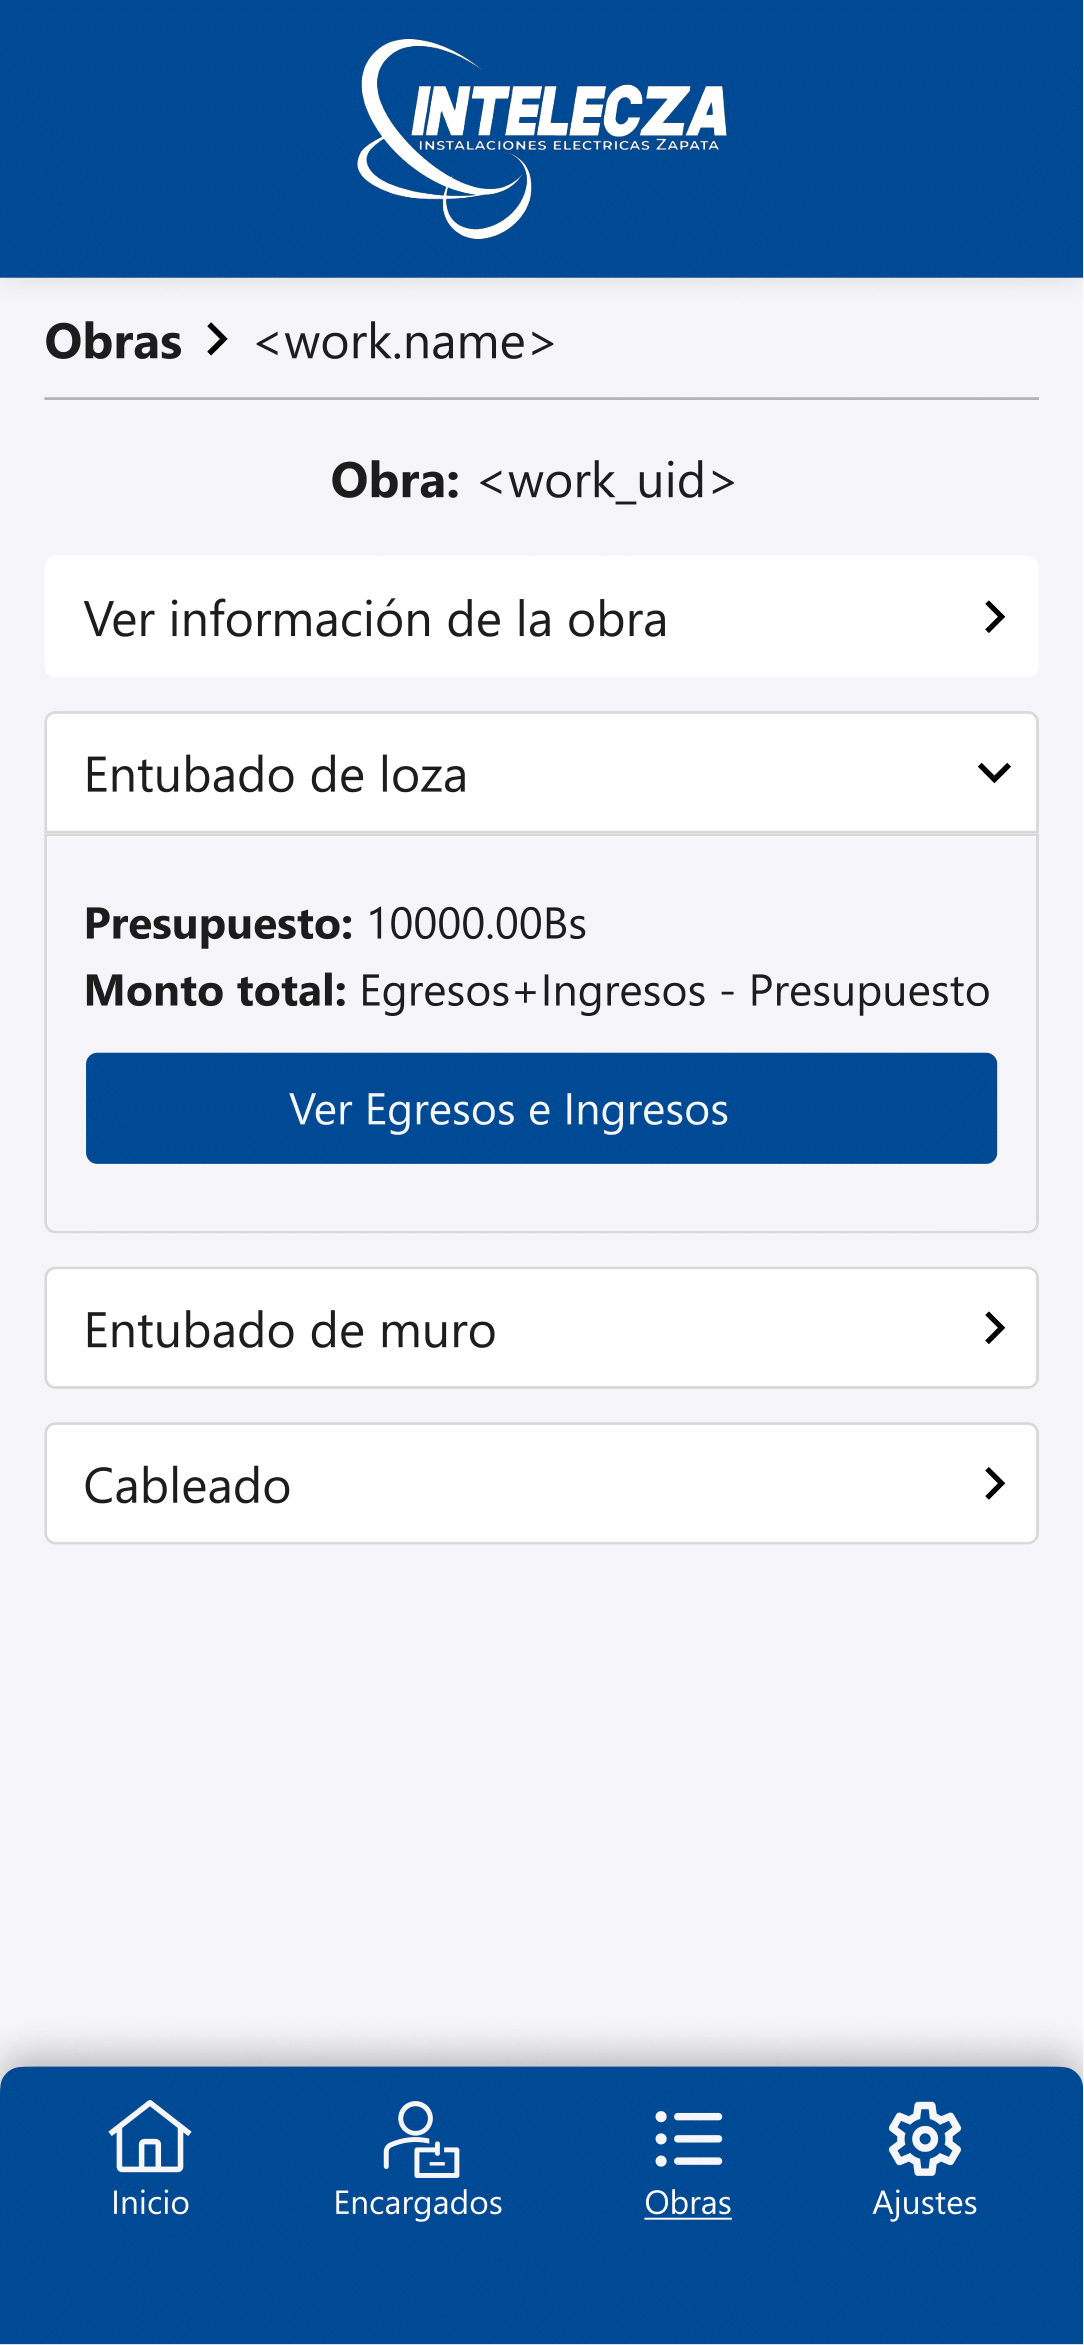 INTELECZA
INSTALACIONES ELECTRICAS ZAPATA
Obras > <work.name>
Obra: <work_uid>
Ver información de la obra
Entubado de loza
Presupuesto: 10000.00Bs
Monto total: Egresos+Ingresos - Presupuesto
Ver Egresos e Ingresos
Entubado de muro
Cableado
Inicio Encargados Obras Ajustes